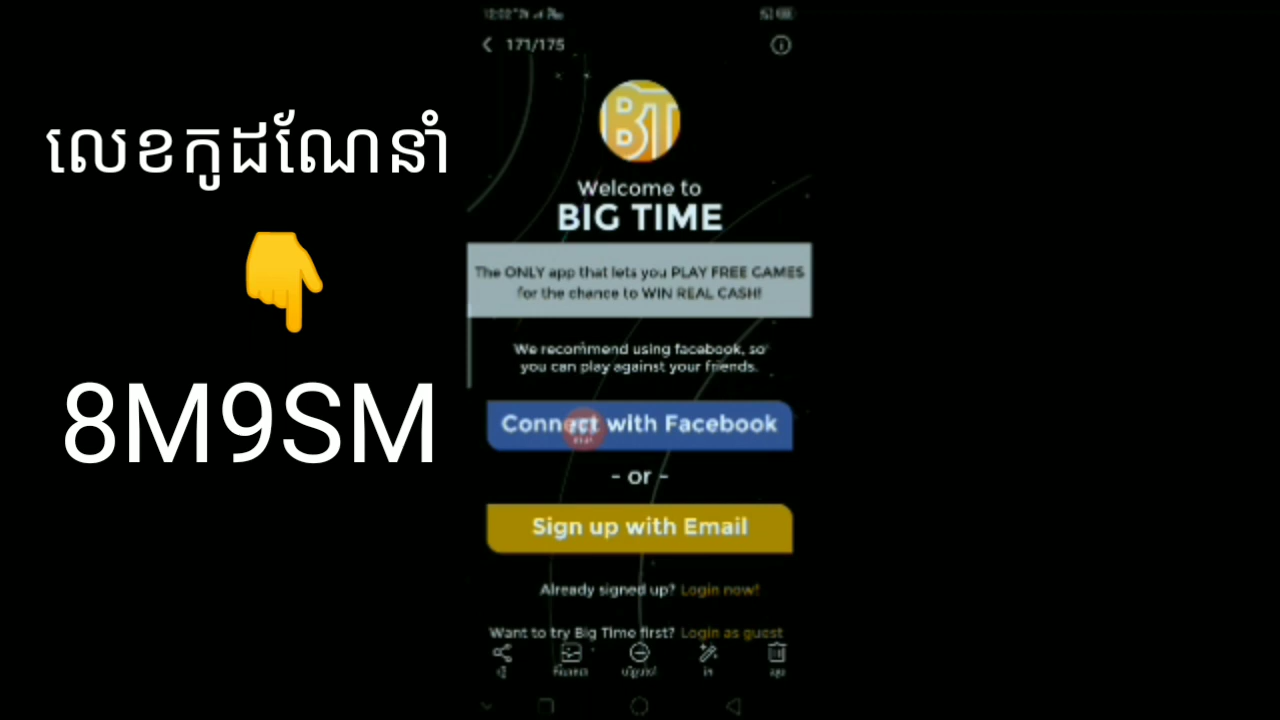 លេខកូដណែនាំ
8M9SM
171/175
BT
Welcome to
BIG TIME
The ONLY app that lets you PLAY FREE GAMES
for the chance to WIN REAL CASH!
We recommend using facebook, so
you can play against your friends.
Connect with Facebook
- or -
Sign up with Email
Already signed up? Login now!
Want to try Big Time first? Login as guest